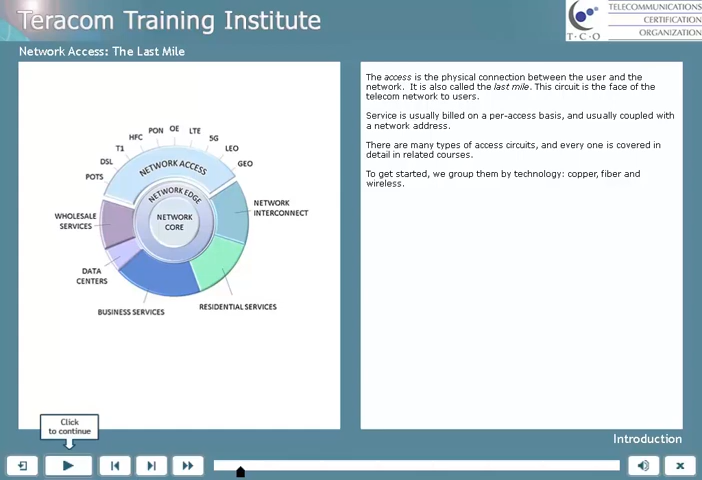 Teracom Training Institute
TELECOMMUNICATIONS
CERTIFICATION
ORGANIZATION
T·C·O
Network Access: The Last Mile
The access is the physical connection between the user and the
network. It is also called the last mile. This circuit is the face of the
telecom network to users.
Service is usually billed on a per-access basis, and usually coupled with
a network address.
There are many types of access circuits, and every one is covered in
detail in related courses.
To get started, we group them by technology: copper, fiber and
wireless.
POTS
DSL
T1
HFC
PON
OE
LTE
5G
LEO
GEO
NETWORK ACCESS
NETWORK EDGE
NETWORK
CORE
NETWORK
INTERCONNECT
WHOLESALE
SERVICES
DATA
CENTERS
BUSINESS SERVICES
RESIDENTIAL SERVICES
Click
to continue
Introduction